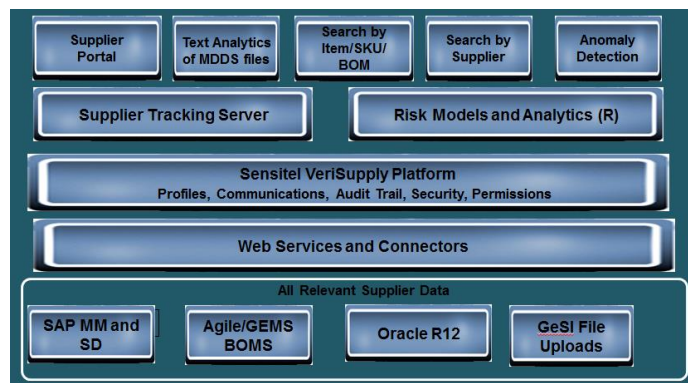 Supplier
Portal
Text Analytics
of MDDS files
Search by
Item/SKU/
BOM
Search by
Supplier
Anomaly
Detection
Supplier Tracking Server
Risk Models and Analytics (R)
Sensitel VeriSupply Platform
Profiles, Communications, Audit Trail, Security, Permissions
Web Services and Connectors
All Relevant Supplier Data
SAP MM and
SD
Agile/GEMS
BOMS
Oracle R12
GeSI File
Uploads